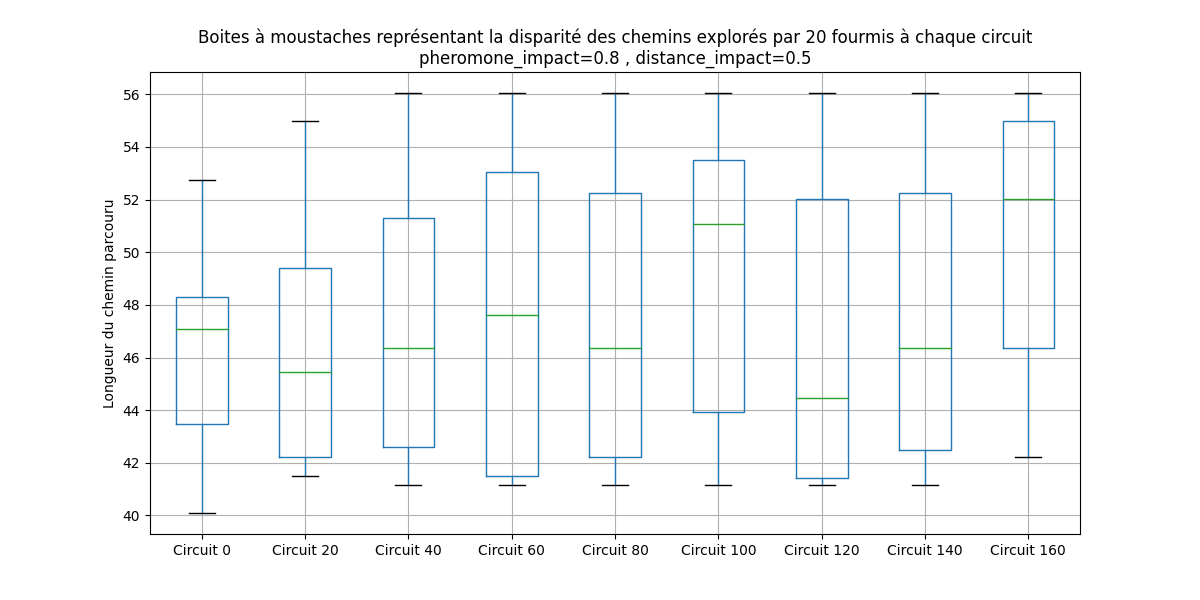 Boites à moustaches représentant la disparité des chemins explorés par 20 fourmis à chaque circuit
pheromone_impact=0.8 , distance_impact=0.5
56
54
52
50
48
46
44
42
40
Longueur du chemin parcouru
Circuit 0
Circuit 20
Circuit 40
Circuit 60
Circuit 80
Circuit 100
Circuit 120
Circuit 140
Circuit 160